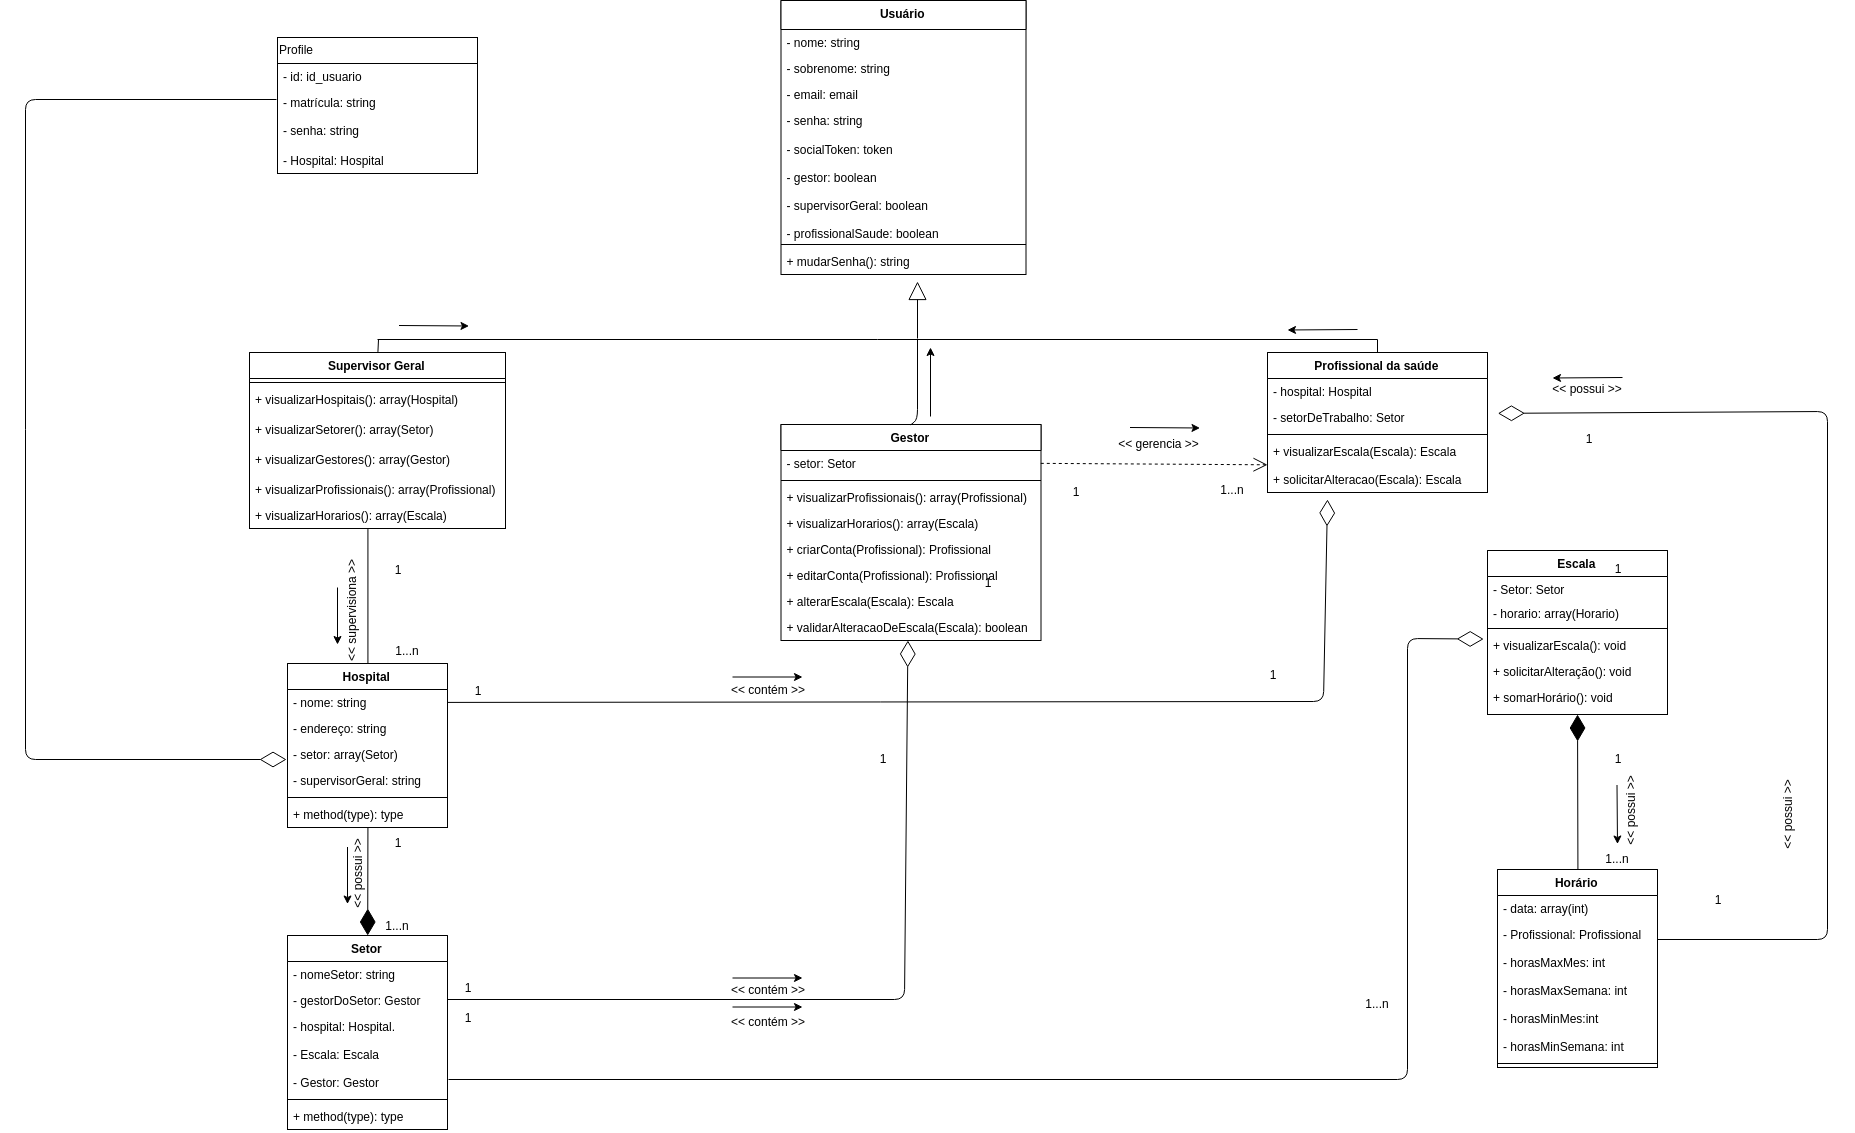 Usuário
- nome: string
- sobrenome: string
- email: email
- senha: string
- socialToken: token
- gestor: boolean
- supervisorGeral: boolean
- profissionalSaude: boolean
+ mudarSenha(): string
Profile
- id: id_usuario
- matrícula: string
- senha: string
- Hospital: Hospital
Supervisor Geral
+ visualizarHospitais(): array(Hospital)
+ visualizarSetorer(): array(Setor)
+ visualizarGestores(): array(Gestor)
+ visualizarProfissionais(): array(Profissional)
+ visualizarHorarios(): array(Escala)
Gestor
- setor: Setor
+ visualizarProfissionais(): array(Profissional)
+ visualizarHorarios(): array(Escala)
+ criarConta(Profissional): Profissional
+ editarConta(Profissional): Profissional
1
+ alterarEscala(Escala): Escala
+ validarAlteracaoDeEscala(Escala): boolean
<< gerencia >>
1
1...n
Profissional da saúde
- hospital: Hospital
- setorDeTrabalho: Setor
+ visualizarEscala(Escala): Escala
+ solicitarAlteracao(Escala): Escala
<< possui >>
1
Escala
1
- Setor: Setor
- horario: array(Horario)
+ visualizarEscala(): void
+ solicitarAlteração(): void
+ somarHorário(): void
1
<< supervisiona >>
1...n
Hospital
- nome: string
- endereço: string
- setor: array(Setor)
- supervisorGeral: string
+ method(type): type
1
<< contém >>
1
1
1
<< possui >>
1...n
1
<< possui >>
1...n
<< possui >>
Horário
- data: array(int)
- Profissional: Profissional
- horasMaxMes: int
- horasMaxSemana: int
- horasMinMes:int
- horasMinSemana: int
1
Setor
- nomeSetor: string
- gestorDoSetor: Gestor
- hospital: Hospital.
- Escala: Escala
- Gestor: Gestor
+ method(type): type
1
<< contém >>
1
<< contém >>
1...n